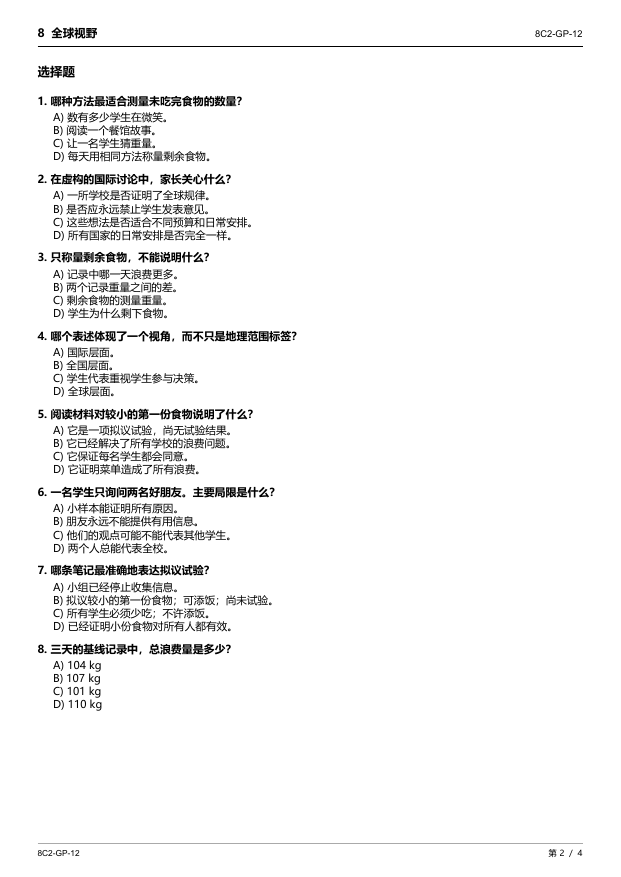 8 全球视野
8C2-GP-12
选择题
1. 哪种方法最适合测量未吃完食物的数量?
A) 数有多少学生在微笑。
B) 阅读一个餐馆故事。
C) 让一名学生猜重量。
D) 每天用相同方法称量剩余食物。
2. 在虚构的国际讨论中，家长关心什么?
A) 一所学校是否证明了全球规律。
B) 是否应永远禁止学生发表意见。
C) 这些想法是否适合不同预算和日常安排。
D) 所有国家的日常安排是否完全一样。
3. 只称量剩余食物，不能说明什么?
A) 记录中哪一天浪费更多。
B) 两个记录重量之间的差。
C) 剩余食物的测量重量。
D) 学生为什么剩下食物。
4. 哪个表述体现了一个视角，而不只是地理范围标签?
A) 国际层面。
B) 全国层面。
C) 学生代表重视学生参与决策。
D) 全球层面。
5. 阅读材料对较小的第一份食物说明了什么?
A) 它是一项拟议试验，尚无试验结果。
B) 它已经解决了所有学校的浪费问题。
C) 它保证每名学生都会同意。
D) 它证明菜单造成了所有浪费。
6. 一名学生只询问两名好朋友。主要局限是什么?
A) 小样本能证明所有原因。
B) 朋友永远不能提供有用信息。
C) 他们的观点可能不能代表其他学生。
D) 两个人总能代表全校。
7. 哪条笔记最准确地表达拟议试验?
A) 小组已经停止收集信息。
B) 拟议较小的第一份食物；可添饭；尚未试验。
C) 所有学生必须少吃；不许添饭。
D) 已经证明小份食物对所有人都有效。
8. 三天的基线记录中，总浪费量是多少?
A) 104 kg
B) 107 kg
C) 101 kg
D) 110 kg
8C2-GP-12
第 2 / 4